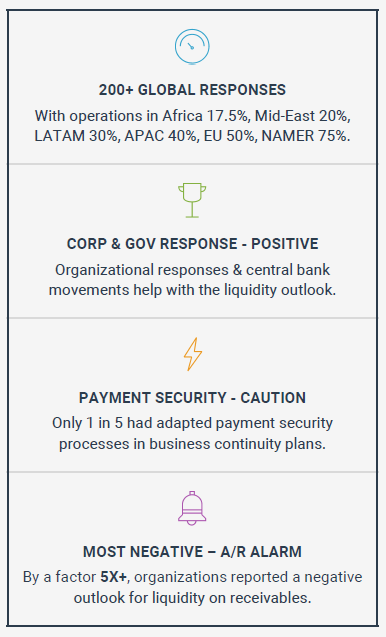 200+ GLOBAL RESPONSES
With operations in Africa 17.5%, Mid-East 20%,
LATAM 30%, APAC 40%, EU 50%, NAMER 75%.
CORP & GOV RESPONSE - POSITIVE
Organizational responses & central bank
movements help with the liquidity outlook.
PAYMENT SECURITY - CAUTION
Only 1 in 5 had adapted payment security
processes in business continuity plans.
MOST NEGATIVE – A/R ALARM
By a factor 5X+, organizations reported a negative
outlook for liquidity on receivables.